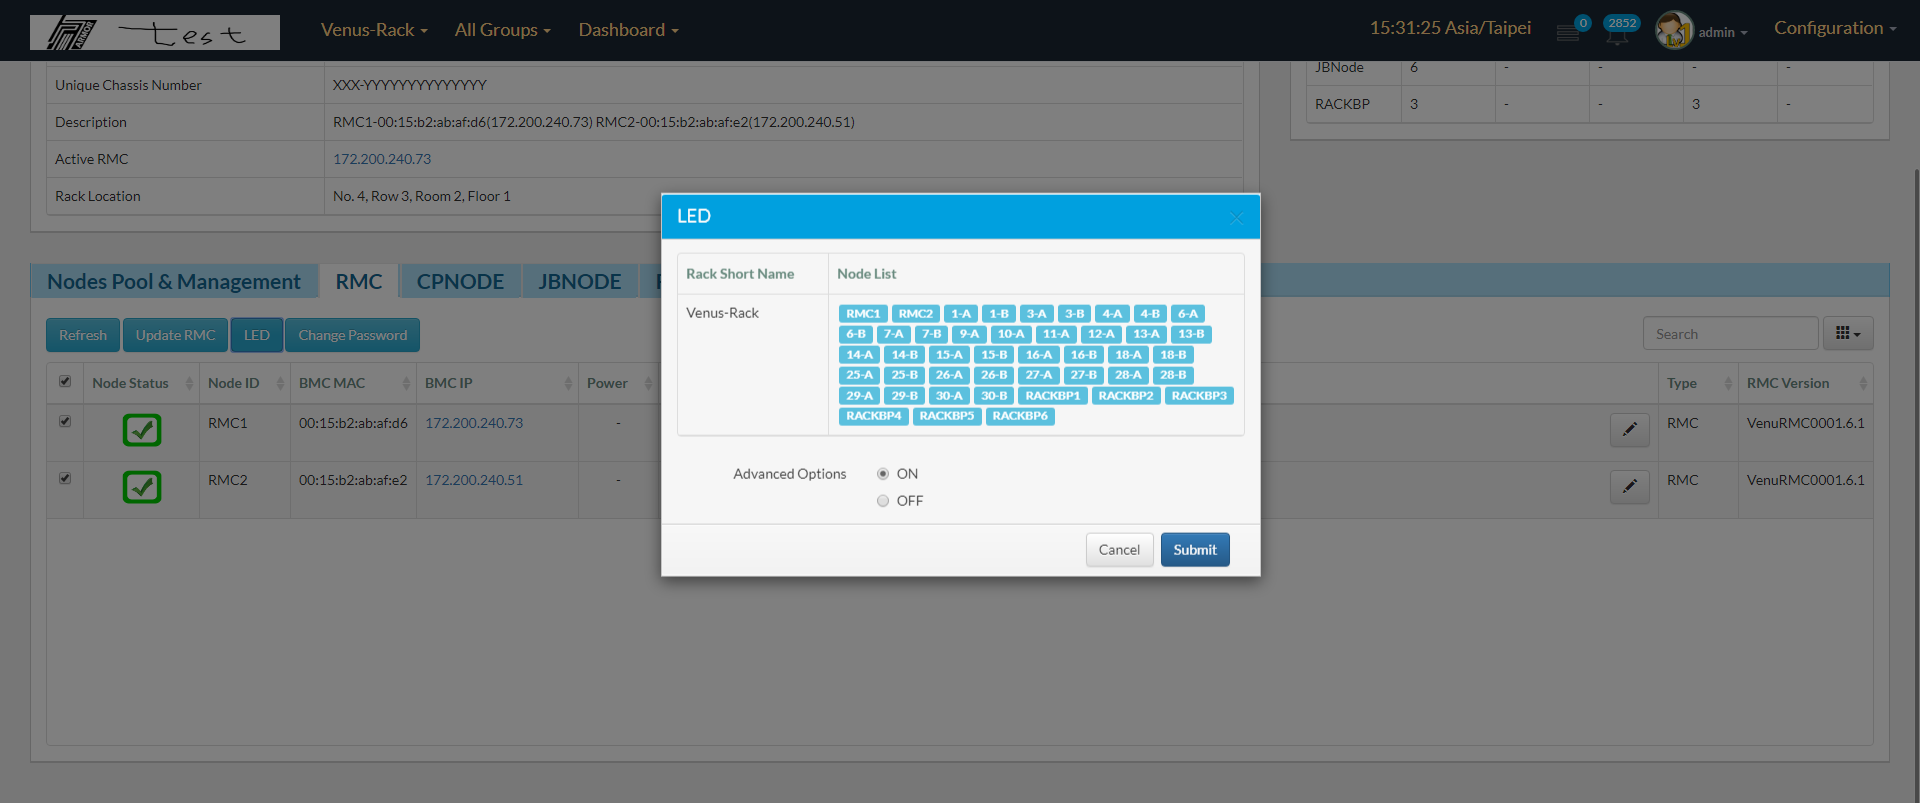 ARMOR test Venus-Rack All Groups Dashboard 15:31:25 Asia/Taipei 0 2852 admin Configuration
JBNode 6 - - - -
Unique Chassis Number XXX-YYYYYYYYYYYYYY
RACKBP 3 - - 3 -
Description RMC1-00:15:b2:ab:af:d6(172.200.240.73) RMC2-00:15:b2:ab:af:e2(172.200.240.51)
Active RMC 172.200.240.73
Rack Location No. 4, Row 3, Room 2, Floor 1
LED
Rack Short Name Node List
Venus-Rack RMC1 RMC2 1-A 1-B 3-A 3-B 4-A 4-B 6-A
6-B 7-A 7-B 9-A 10-A 11-A 12-A 13-A 13-B
14-A 14-B 15-A 15-B 16-A 16-B 18-A 18-B
25-A 25-B 26-A 26-B 27-A 27-B 28-A 28-B
29-A 29-B 30-A 30-B RACKBP1 RACKBP2 RACKBP3
RACKBP4 RACKBP5 RACKBP6
Advanced Options ON
OFF
Cancel Submit
Nodes Pool & Management RMC CPNODE JBNODE
Refresh Update RMC LED Change Password Search
Node Status Node ID BMC MAC BMC IP Power Type RMC Version
RMC1 00:15:b2:ab:af:d6 172.200.240.73 - RMC VenuRMC0001.6.1
RMC2 00:15:b2:ab:af:e2 172.200.240.51 - RMC VenuRMC0001.6.1